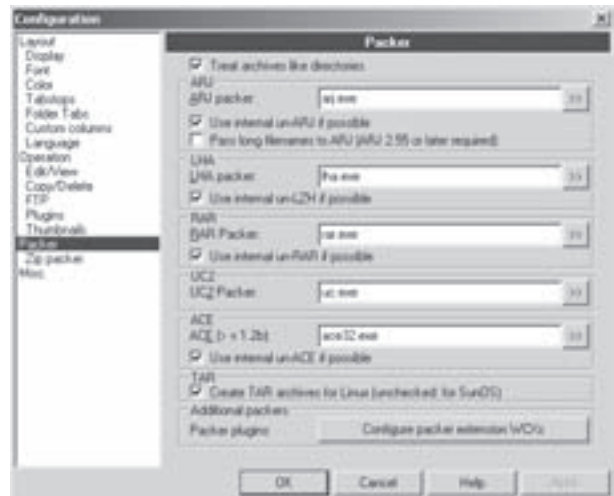 Configuration
Layout
Display
Font
Color
Tabstops
Folder Tabs
Custom columns
Language
Operation
Edit/View
Copy/Delete
FTP
Plugins
Thumbnails
Packer
Zip packer
Misc.
Packer
Treat archives like directories
ARJ
ARJ packer:
arj.exe
>>
Use internal un-ARJ if possible
Pass long filenames to ARJ (ARJ 2.55 or later required)
LHA
LHA packer:
lha.exe
>>
Use internal un-LZH if possible
RAR
RAR Packer:
rar.exe
>>
Use internal un-RAR if possible
UC2
UC2 Packer:
uc.exe
>>
ACE
ACE (> = 1.2b):
ace32.exe
>>
Use internal un-ACE if possible
TAR
Create TAR archives for Linux (unchecked: for SunOS)
Additional packers
Packer plugins:
Configure packer extension WCXs
OK
Cancel
Help
Apply